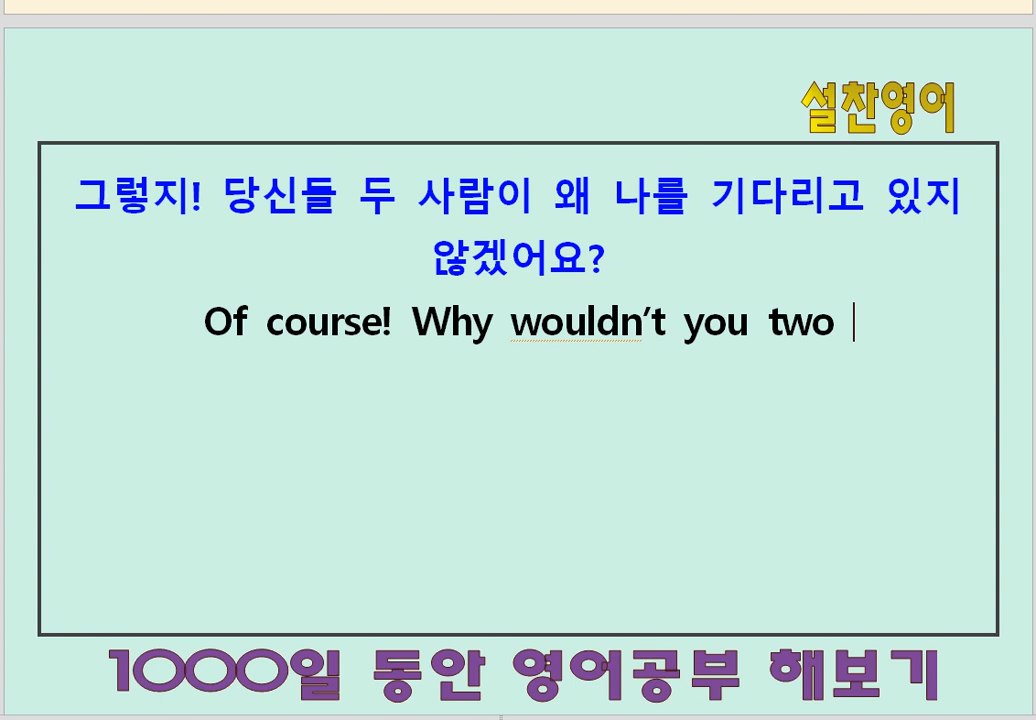 설찬영어
그렇지! 당신들 두 사람이 왜 나를 기다리고 있지
않겠어요?
Of course! Why wouldn't you two
1000일 동안 영어공부 해보기